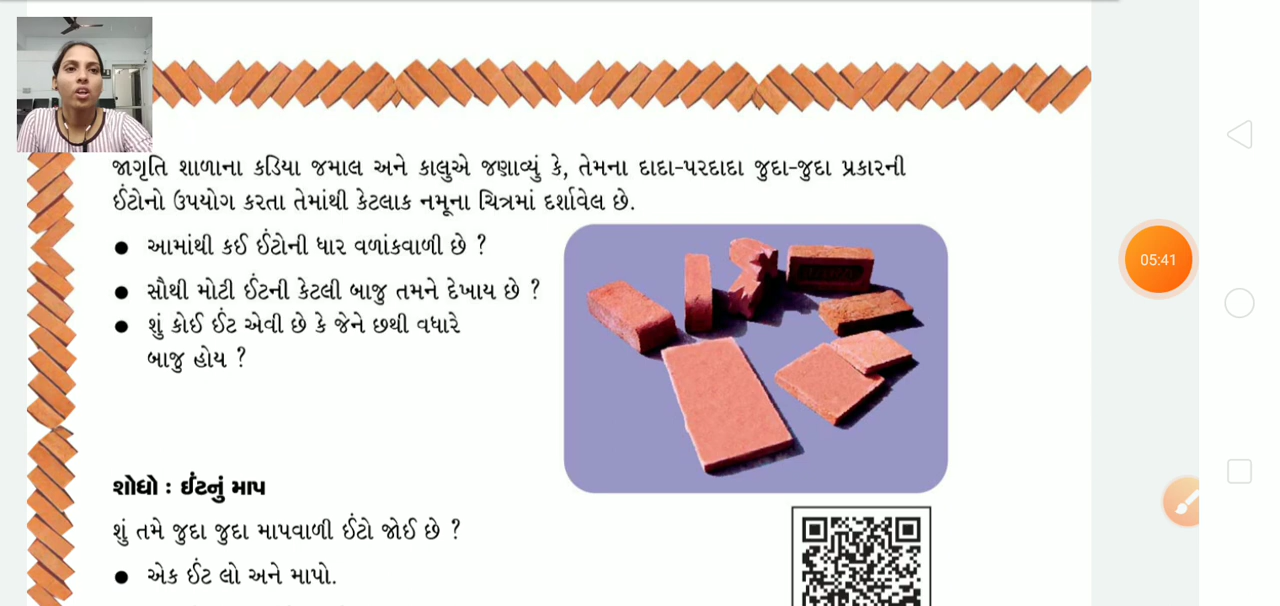 જાગૃતિ શાળાના કડિયા જમાલ અને કાલુએ જણાવ્યું કે, તેમના દાદા-પરદાદા જુદા-જુદા પ્રકારની
ઈંટોનો ઉપયોગ કરતા તેમાંથી કેટલાક નમૂના ચિત્રમાં દર્શાવેલ છે.
● આમાંથી કઈ ઈંટોની ધાર વળાંકવાળી છે ?
● સૌથી મોટી ઈંટની કેટલી બાજુ તમને દેખાય છે ?
● શું કોઈ ઈંટ એવી છે કે જેને છથી વધારે
બાજુ હોય ?
05:41
શોધો : ઈંટનું માપ
શું તમે જુદા જુદા માપવાળી ઈંટો જોઈ છે ?
● એક ઈંટ લો અને માપો.